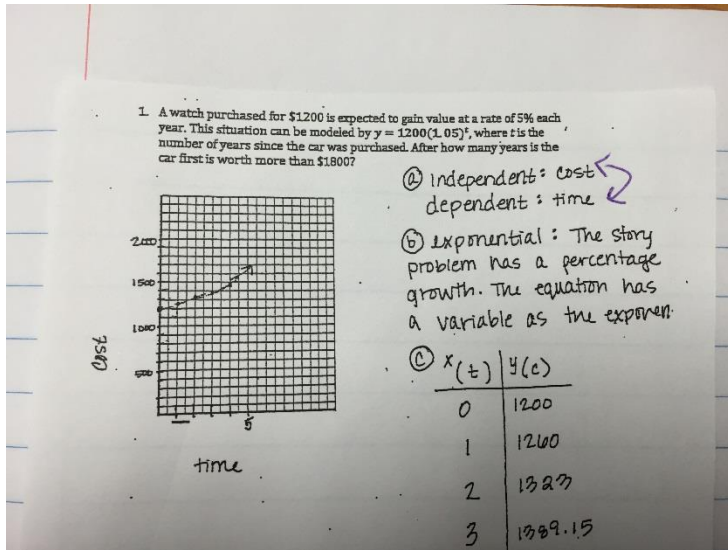 1 A watch purchased for $1200 is expected to gain value at a rate of 5% each
year. This situation can be modeled by y = 1200(1.05)ᵗ, where t is the
number of years since the car was purchased. After how many years is the
car first is worth more than $1800?
ⓐ independent: cost
dependent: time
ⓑ exponential: The story
problem has a percentage
growth. The equation has
a variable as the exponen.
ⓒ x(t) y(c)
0 1200
1 1260
2 1323
3 1389.15
2000
1500
1000
500
cost
5
time